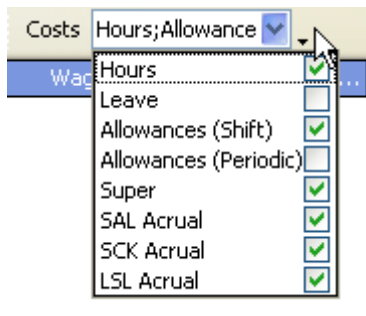 Costs Hours;Allowance
Wag ...
Hours
Leave
Allowances (Shift)
Allowances (Periodic)
Super
SAL Acrual
SCK Acrual
LSL Acrual